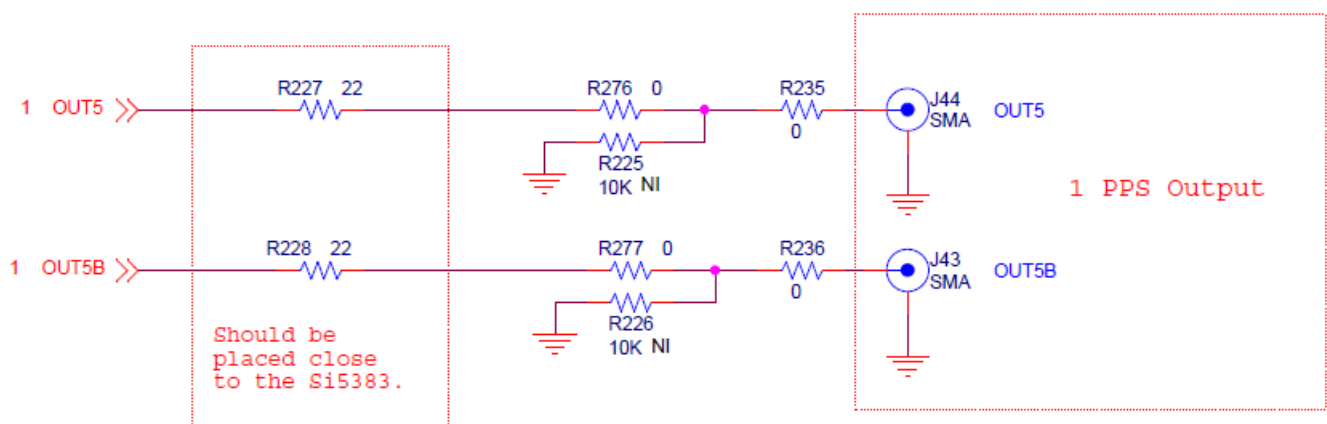 R227 22
R276 0
R235
J44
1 OUT5
SMA
OUT5
0
R225
10K NI
1 PPS Output
R228 22
R277 0
R236
J43
1 OUT5B
SMA
OUT5B
0
R226
10K NI
Should be
placed close
to the Si5383.